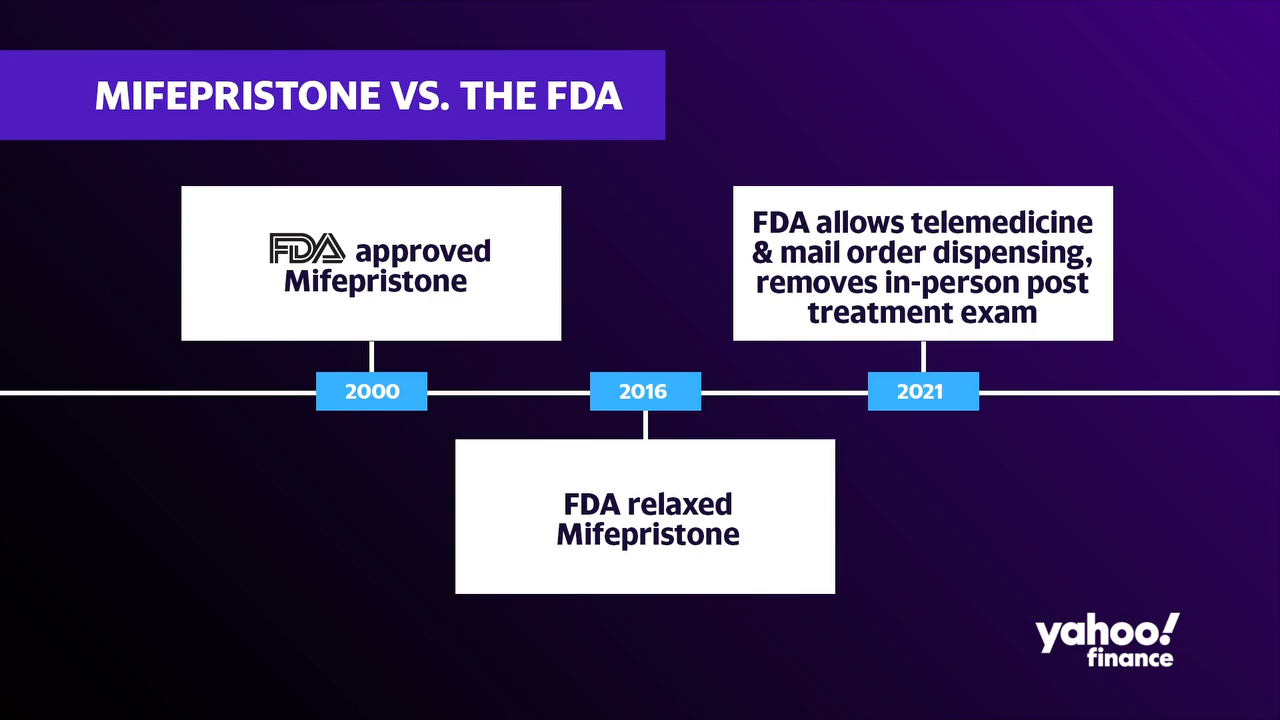 MIFEPRISTONE VS. THE FDA
FDA approved
Mifepristone
FDA allows telemedicine
& mail order dispensing,
removes in-person post
treatment exam
2000
2016
2021
FDA relaxed
Mifepristone
yahoo!
finance